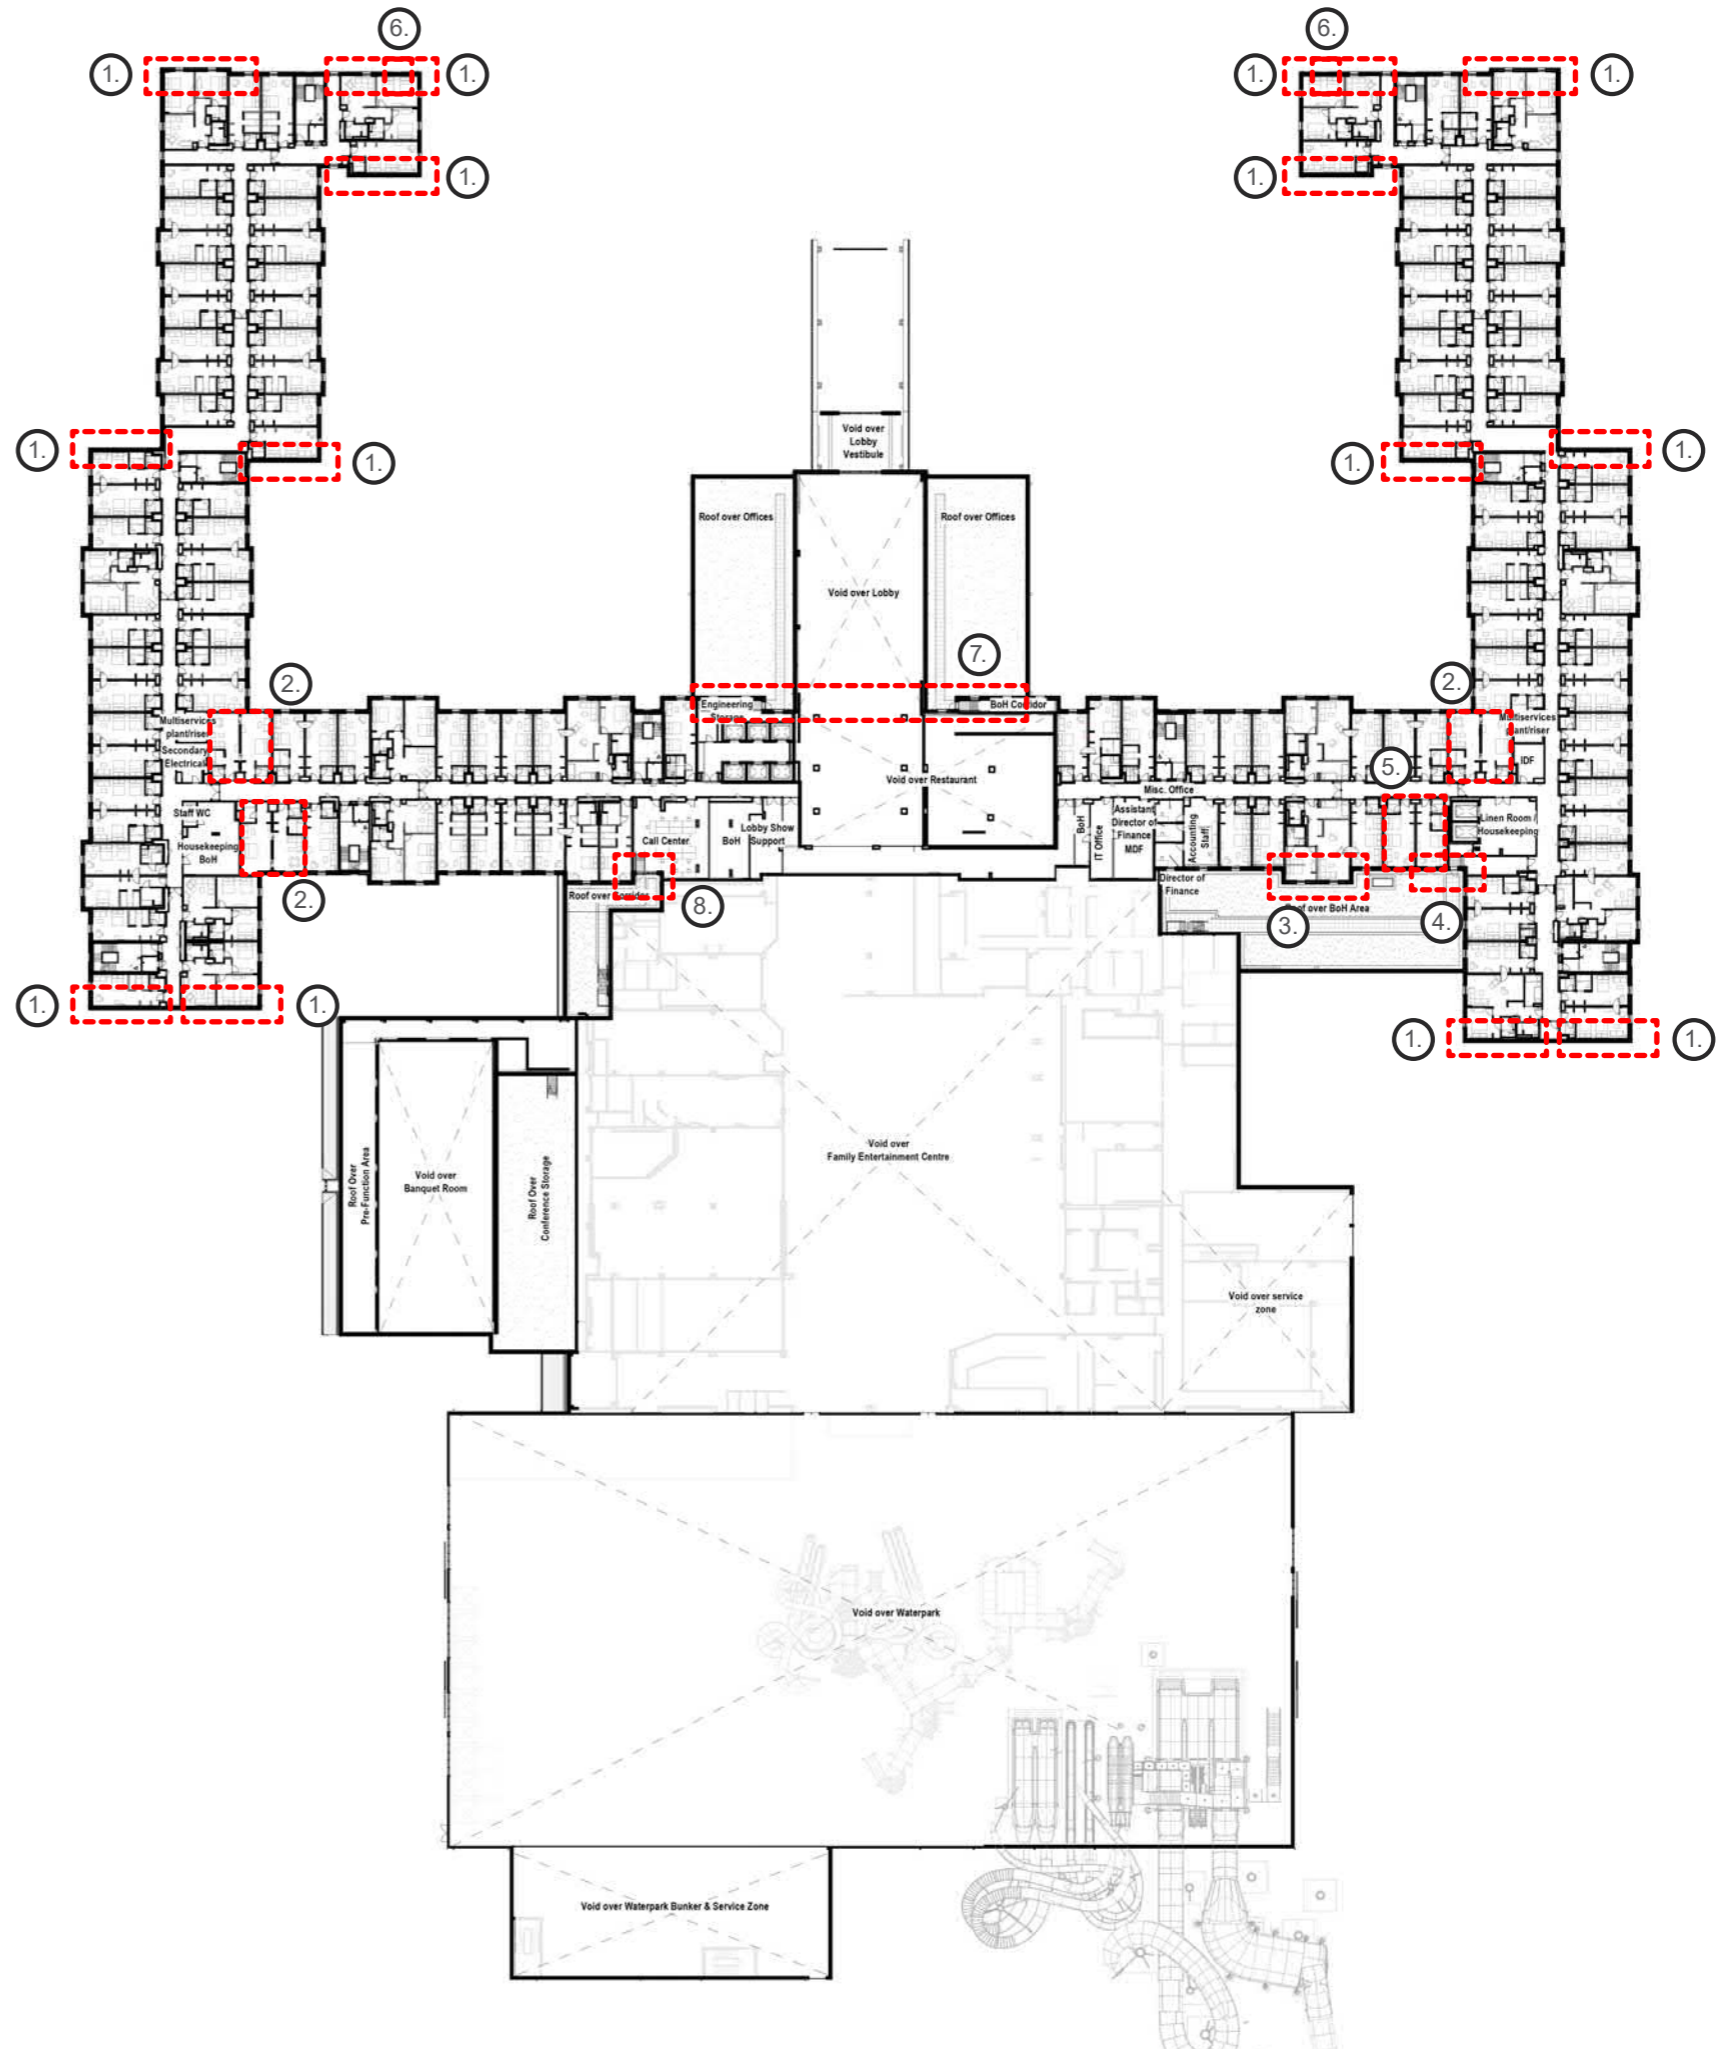 6.
6.
1.
1.
1.
1.
1.
1.
Void over
Lobby
Vestibule
1.
1.
1.
1.
Roof over Offices
Roof over Offices
Void over Lobby
7.
2.
2.
Engineering
Storage
BoH Corridor
Multiservices
plant/riser
Secondary
Electrical
Multiservices
plant/riser
IDF
5.
Void over Restaurant
Misc. Office
Staff WC
Housekeeping
BoH
Call Center
BoH
Lobby Show
Support
BoH
IT Office
Assistant
Director of
Finance
MDF
Accounting
Staff
Linen Room /
Housekeeping
2.
Roof over Corridor
8.
Director of
Finance
3.
Roof over BoH Area
4.
1.
1.
1.
1.
Roof Over
Pre-Function Area
Void over
Banquet Room
Roof Over
Conference Storage
Void over
Family Entertainment Centre
Void over service
zone
Void over Waterpark
Void over Waterpark Bunker & Service Zone